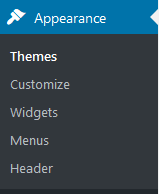 Appearance
Themes
Customize
Widgets
Menus
Header